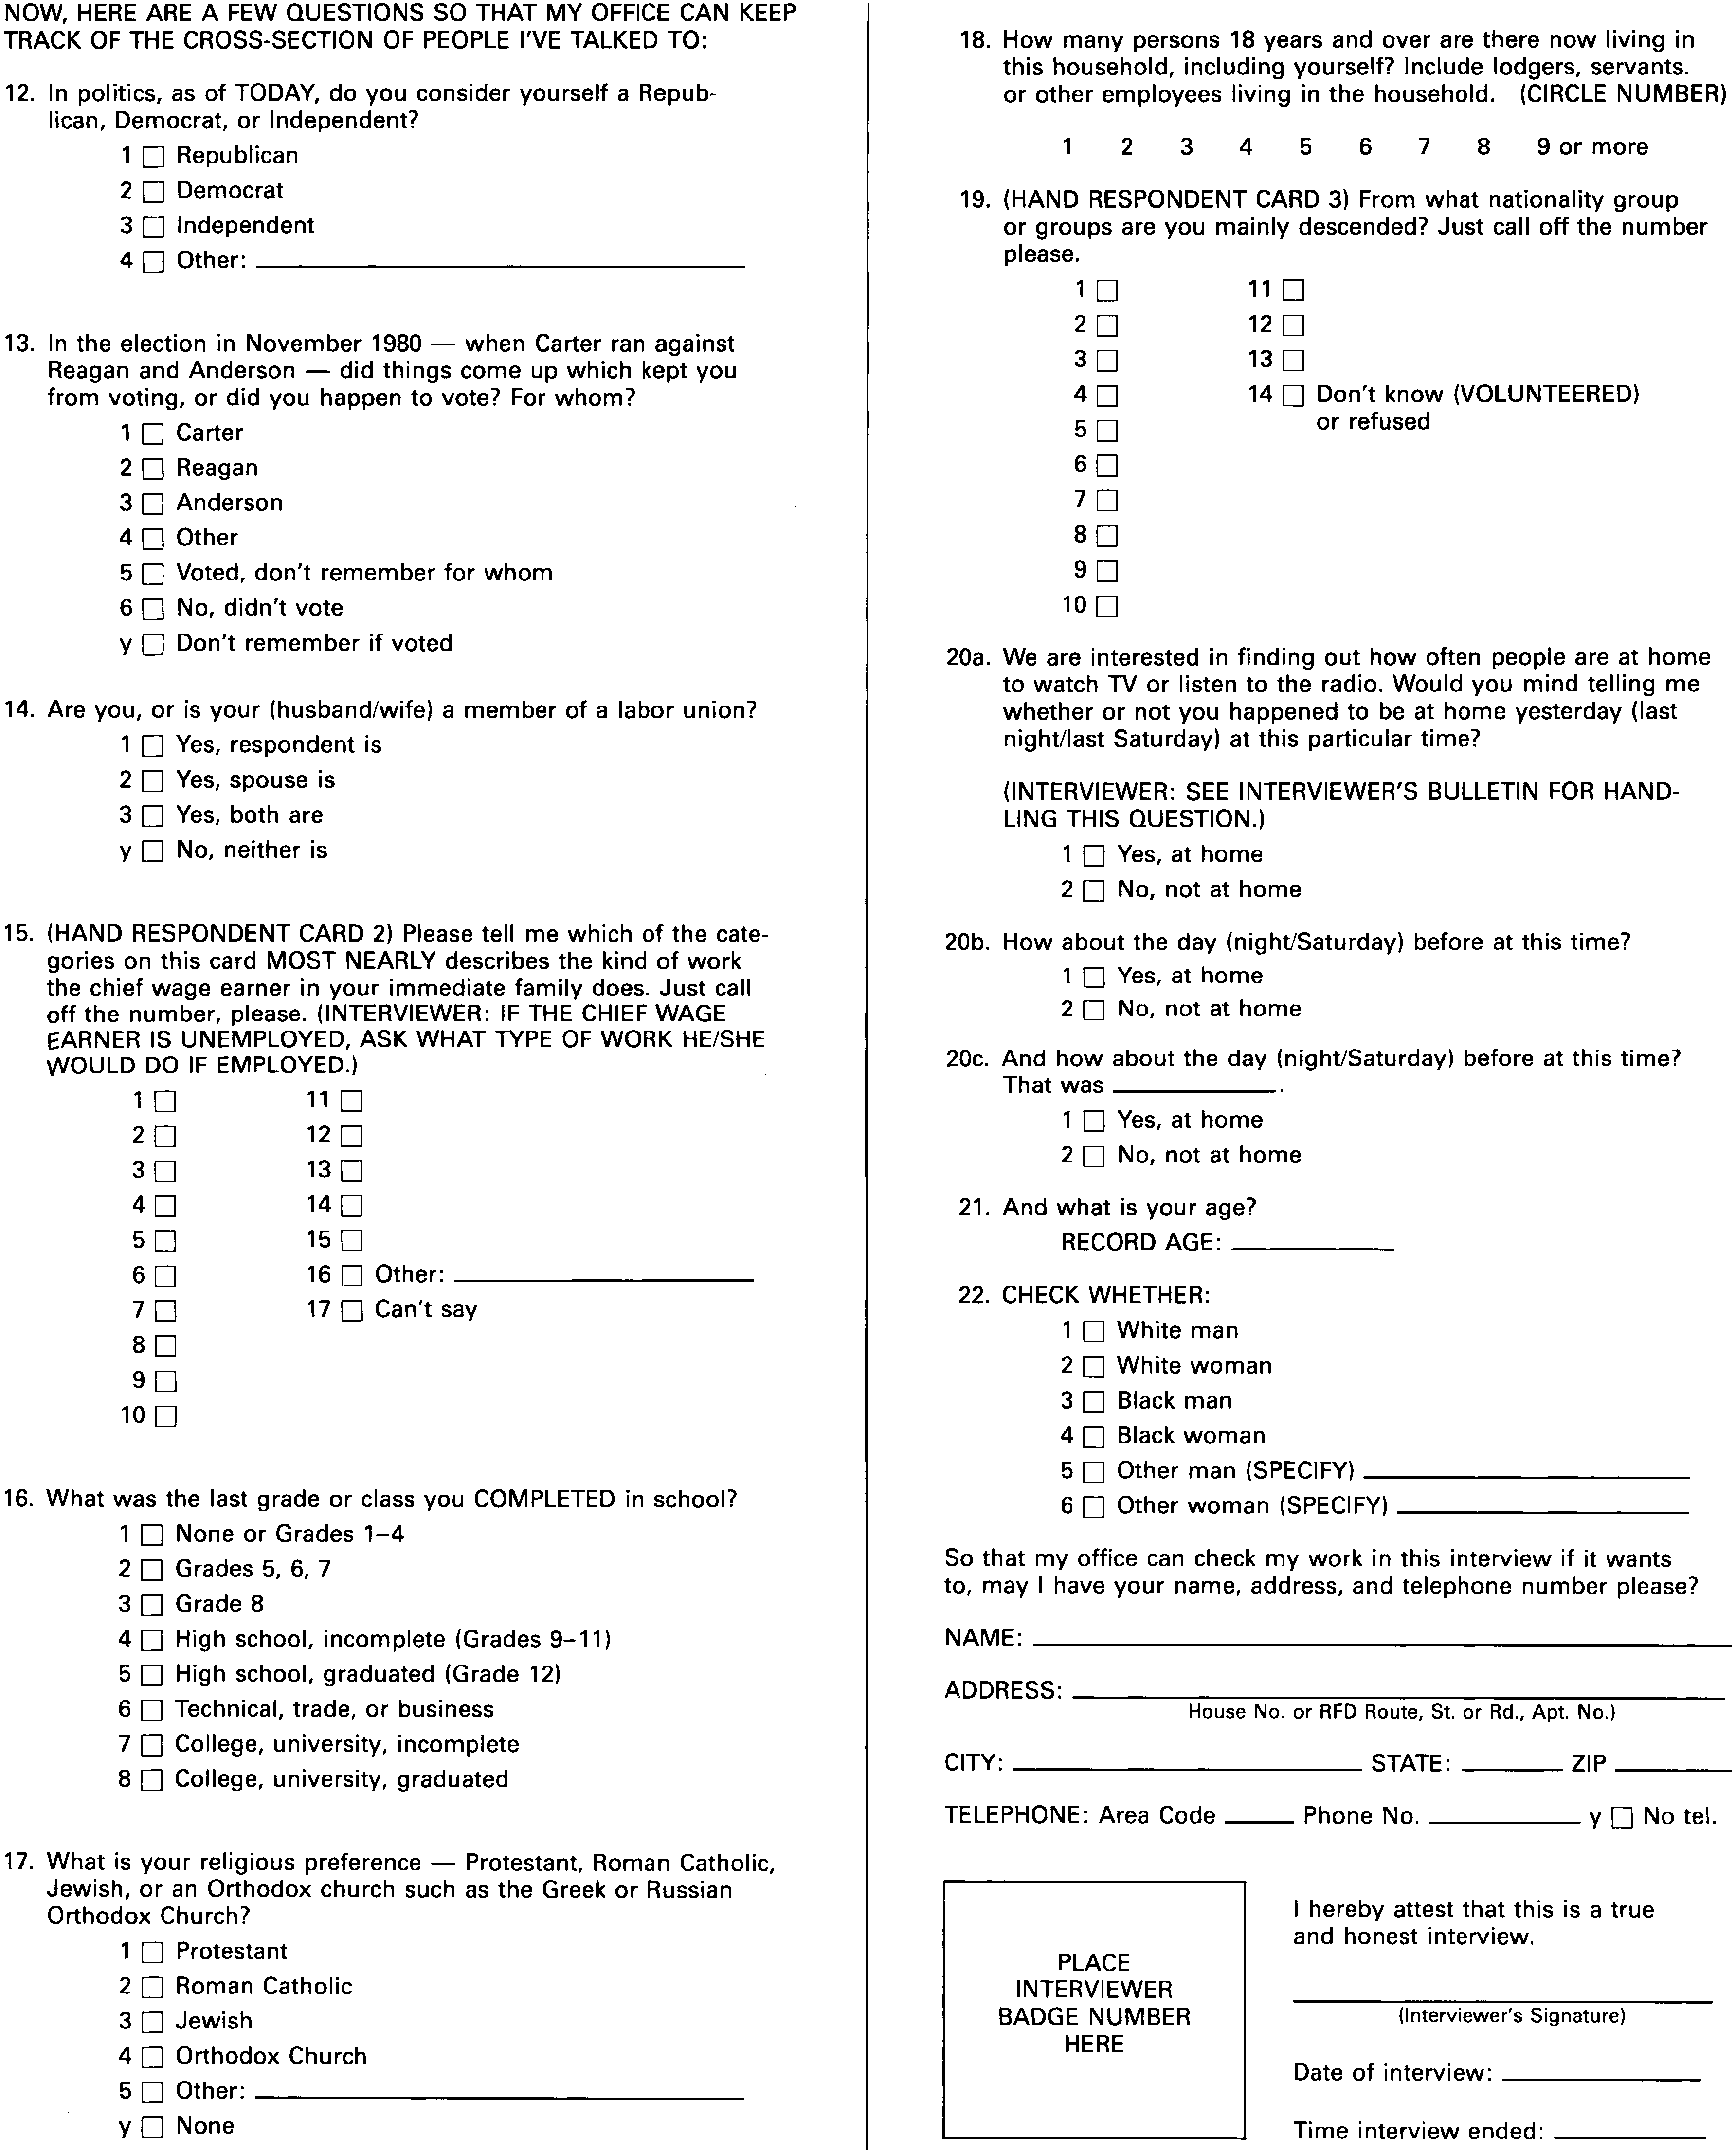 NOW, HERE ARE A FEW QUESTIONS SO THAT MY OFFICE CAN KEEP
TRACK OF THE CROSS-SECTION OF PEOPLE I'VE TALKED TO:
12. In politics, as of TODAY, do you consider yourself a Repub-
lican, Democrat, or Independent?
1 □ Republican
2 □ Democrat
3 □ Independent
4 □ Other: ____
13. In the election in November 1980 — when Carter ran against
Reagan and Anderson — did things come up which kept you
from voting, or did you happen to vote? For whom?
1 □ Carter
2 □ Reagan
3 □ Anderson
4 □ Other
5 □ Voted, don't remember for whom
6 □ No, didn't vote
y □ Don't remember if voted
14. Are you, or is your (husband/wife) a member of a labor union?
1 □ Yes, respondent is
2 □ Yes, spouse is
3 □ Yes, both are
y □ No, neither is
15. (HAND RESPONDENT CARD 2) Please tell me which of the cate-
gories on this card MOST NEARLY describes the kind of work
the chief wage earner in your immediate family does. Just call
off the number, please. (INTERVIEWER: IF THE CHIEF WAGE
EARNER IS UNEMPLOYED, ASK WHAT TYPE OF WORK HE/SHE
WOULD DO IF EMPLOYED.)
1 □ 11 □
2 □ 12 □
3 □ 13 □
4 □ 14 □
5 □ 15 □
6 □ 16 □ Other: ____
7 □ 17 □ Can't say
8 □
9 □
10 □
16. What was the last grade or class you COMPLETED in school?
1 □ None or Grades 1–4
2 □ Grades 5, 6, 7
3 □ Grade 8
4 □ High school, incomplete (Grades 9–11)
5 □ High school, graduated (Grade 12)
6 □ Technical, trade, or business
7 □ College, university, incomplete
8 □ College, university, graduated
17. What is your religious preference — Protestant, Roman Catholic,
Jewish, or an Orthodox church such as the Greek or Russian
Orthodox Church?
1 □ Protestant
2 □ Roman Catholic
3 □ Jewish
4 □ Orthodox Church
5 □ Other: ____
y □ None
18. How many persons 18 years and over are there now living in
this household, including yourself? Include lodgers, servants.
or other employees living in the household. (CIRCLE NUMBER)
1 2 3 4 5 6 7 8 9 or more
19. (HAND RESPONDENT CARD 3) From what nationality group
or groups are you mainly descended? Just call off the number
please.
1 □ 11 □
2 □ 12 □
3 □ 13 □
4 □ 14 □ Don't know (VOLUNTEERED)
5 □ or refused
6 □
7 □
8 □
9 □
10 □
20a. We are interested in finding out how often people are at home
to watch TV or listen to the radio. Would you mind telling me
whether or not you happened to be at home yesterday (last
night/last Saturday) at this particular time?
(INTERVIEWER: SEE INTERVIEWER'S BULLETIN FOR HAND-
LING THIS QUESTION.)
1 □ Yes, at home
2 □ No, not at home
20b. How about the day (night/Saturday) before at this time?
1 □ Yes, at home
2 □ No, not at home
20c. And how about the day (night/Saturday) before at this time?
That was ____.
1 □ Yes, at home
2 □ No, not at home
21. And what is your age?
RECORD AGE: ____
22. CHECK WHETHER:
1 □ White man
2 □ White woman
3 □ Black man
4 □ Black woman
5 □ Other man (SPECIFY) ____
6 □ Other woman (SPECIFY) ____
So that my office can check my work in this interview if it wants
to, may I have your name, address, and telephone number please?
NAME: ____
ADDRESS: ____
House No. or RFD Route, St. or Rd., Apt. No.)
CITY: ____ STATE: ____ ZIP ____
TELEPHONE: Area Code ____ Phone No. ____ y □ No tel.
PLACE
INTERVIEWER
BADGE NUMBER
HERE
I hereby attest that this is a true
and honest interview.
(Interviewer's Signature)
Date of interview: ____
Time interview ended: ____